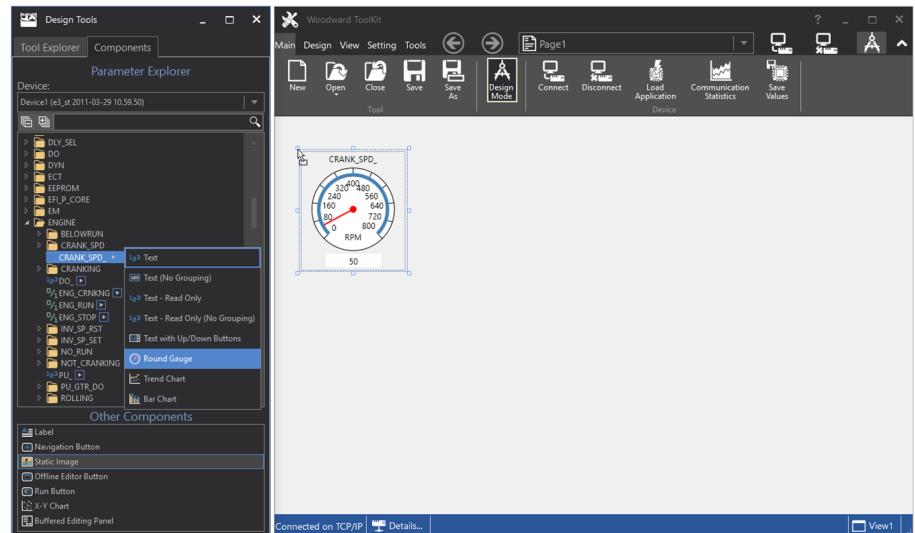 Design Tools
Tool Explorer
Components
Parameter Explorer
Device:
Device1 (e3_st 2011-03-29 10.59.50)
DLY_SEL
DO
DYN
ECT
EEPROM
EFI_P_CORE
EM
ENGINE
BELOWRUN
CRANK_SPD
CRANK_SPD_
CRANKING
DO_
ENG_CRNKNG
ENG_RUN
ENG_STOP
INV_SP_RST
INV_SP_SET
NO_RUN
NOT_CRANKING
PU_
PU_GTR_DO
ROLLING
Text
Text (No Grouping)
Text - Read Only
Text - Read Only (No Grouping)
Text with Up/Down Buttons
Round Gauge
Trend Chart
Bar Chart
Other Components
Label
Navigation Button
Static Image
Offline Editor Button
Run Button
X-Y Chart
Buffered Editing Panel
Woodward ToolKit
Main Design View Setting Tools
Page1
New
Open
Close
Save
Save As
Design Mode
Connect
Disconnect
Load Application
Communication Statistics
Save Values
Tool
Device
CRANK_SPD_
0
80
160
240
320
400
480
560
640
720
800
RPM
50
Connected on TCP/IP
Details...
View1